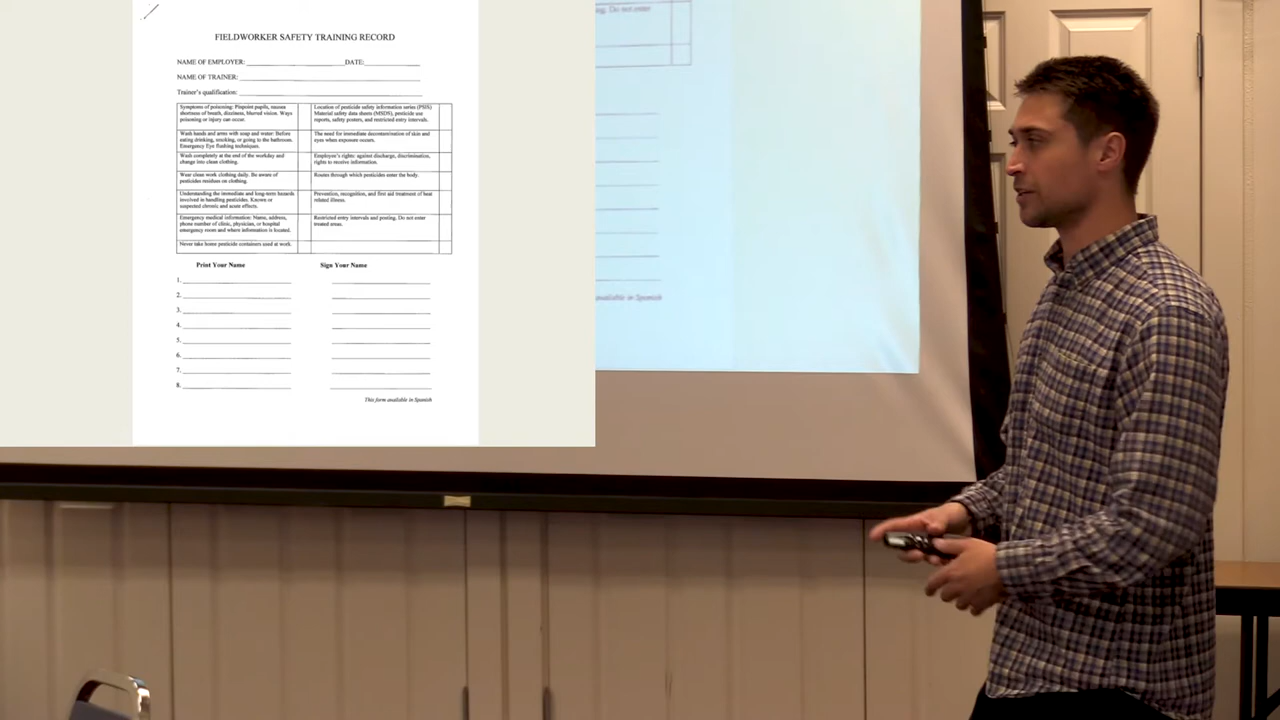 FIELDWORKER SAFETY TRAINING RECORD
NAME OF EMPLOYER: DATE:
NAME OF TRAINER:
Trainer's qualification:
Symptoms of poisoning: Pinpoint pupils, nausea
shortness of breath, dizziness, blurred vision. Ways
poisoning or injury can occur.
Location of pesticide safety information series (PSIS)
Material safety data sheets (MSDS), pesticide use
reports, safety posters, and restricted entry intervals.
Wash hands and arms with soap and water: Before
eating drinking, smoking, or going to the bathroom.
Emergency Eye flushing techniques.
The need for immediate decontamination of skin and
eyes when exposure occurs.
Wash completely at the end of the workday and
change into clean clothing.
Employee's rights: against discharge, discrimination,
rights to receive information.
Wear clean work clothing daily. Be aware of
pesticides residues on clothing.
Routes through which pesticides enter the body.
Understanding the immediate and long-term hazards
involved in handling pesticides. Known or
suspected chronic and acute effects.
Prevention, recognition, and first aid treatment of heat
related illness.
Emergency medical information: Name, address,
phone number of clinic, physician, or hospital
emergency room and where information is located.
Restricted entry intervals and posting. Do not enter
treated areas.
Never take home pesticide containers used at work.
Print Your Name Sign Your Name
1.
2.
3.
4.
5.
6.
7.
8.
This form available in Spanish
ng. Do not enter
available in Spanish